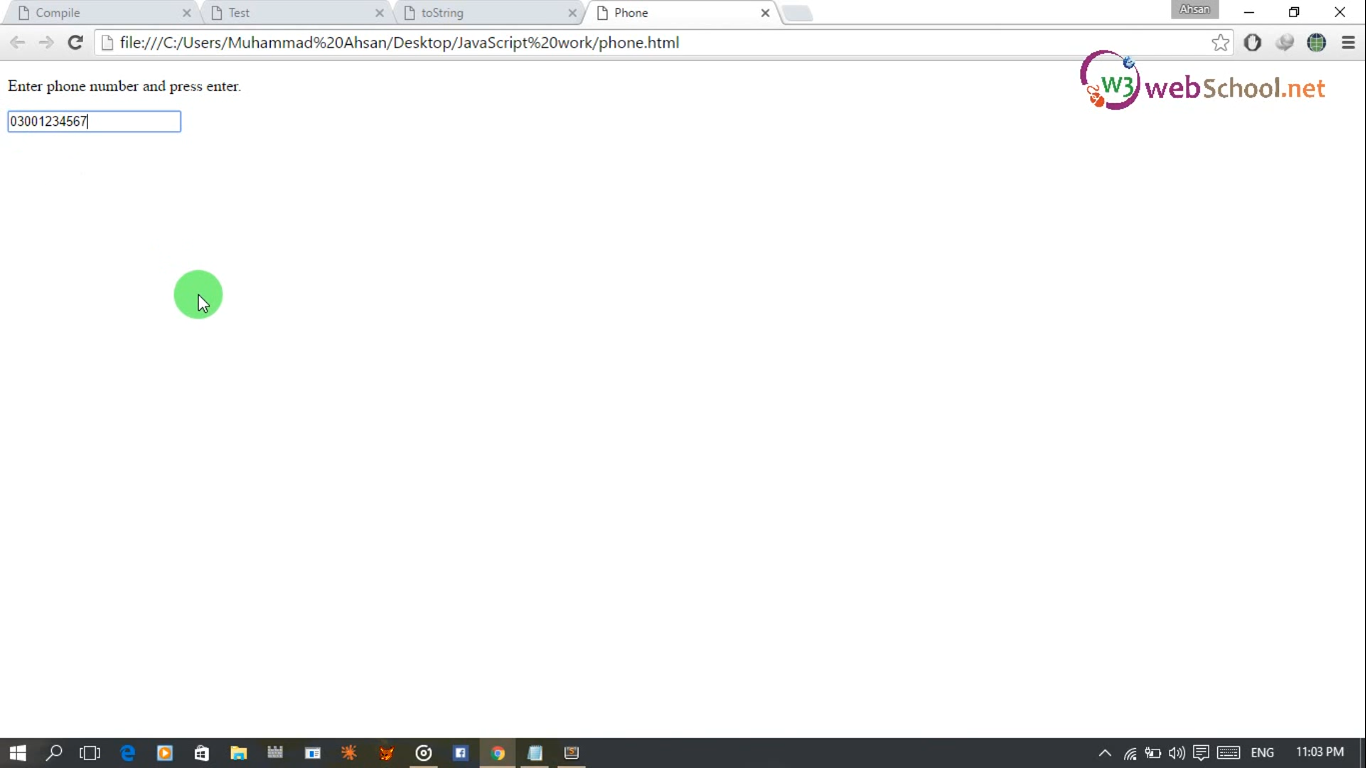 Compile
Test
toString
Phone
Ahsan
file:///C:/Users/Muhammad%20Ahsan/Desktop/JavaScript%20work/phone.html
W3 webSchool.net
Enter phone number and press enter.
03001234567
ENG
11:03 PM